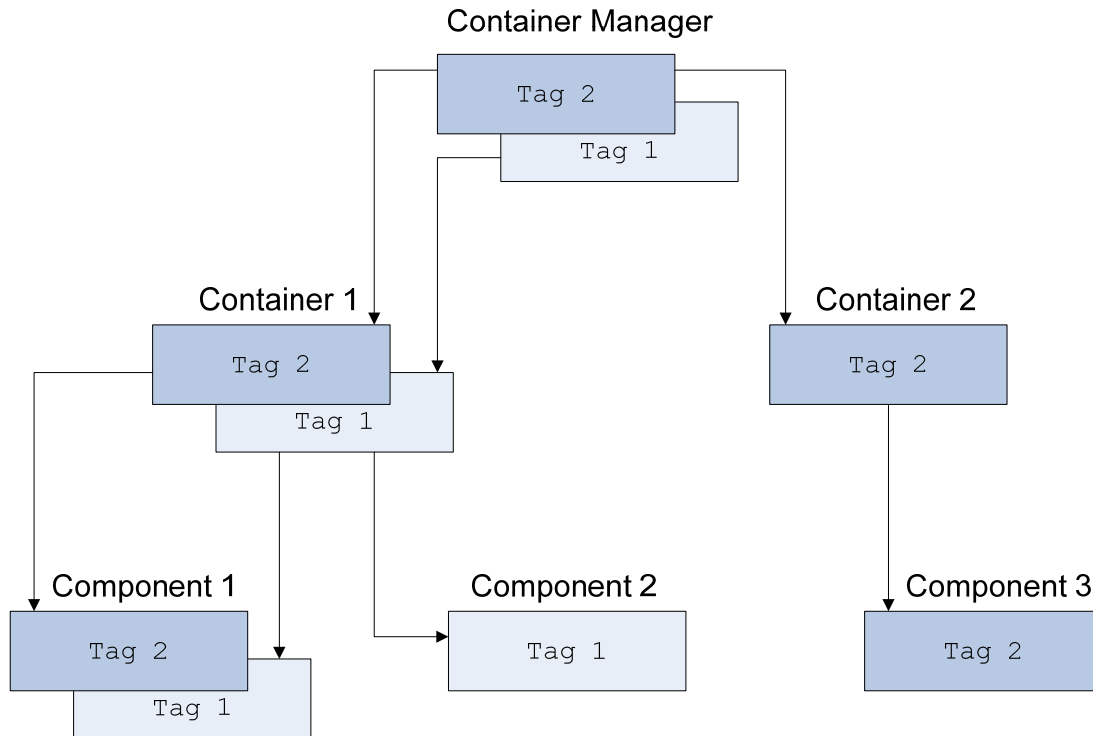 Container Manager
Tag 2
Tag 1
Container 1
Container 2
Tag 2
Tag 2
Tag 1
Component 1
Component 2
Component 3
Tag 2
Tag 1
Tag 2
Tag 1